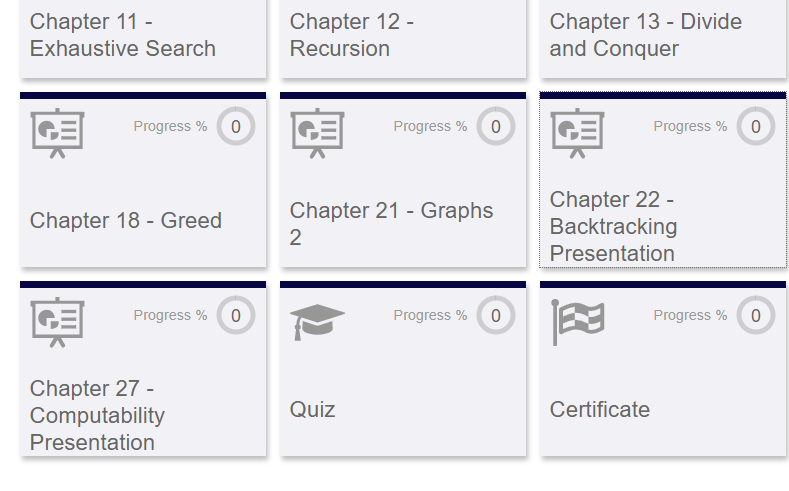 Chapter 11 -
Exhaustive Search
Chapter 12 -
Recursion
Chapter 13 - Divide
and Conquer
Progress % 0
Chapter 18 - Greed
Progress % 0
Chapter 21 - Graphs
2
Progress % 0
Chapter 22 -
Backtracking
Presentation
Progress % 0
Chapter 27 -
Computability
Presentation
Progress % 0
Quiz
Progress % 0
Certificate